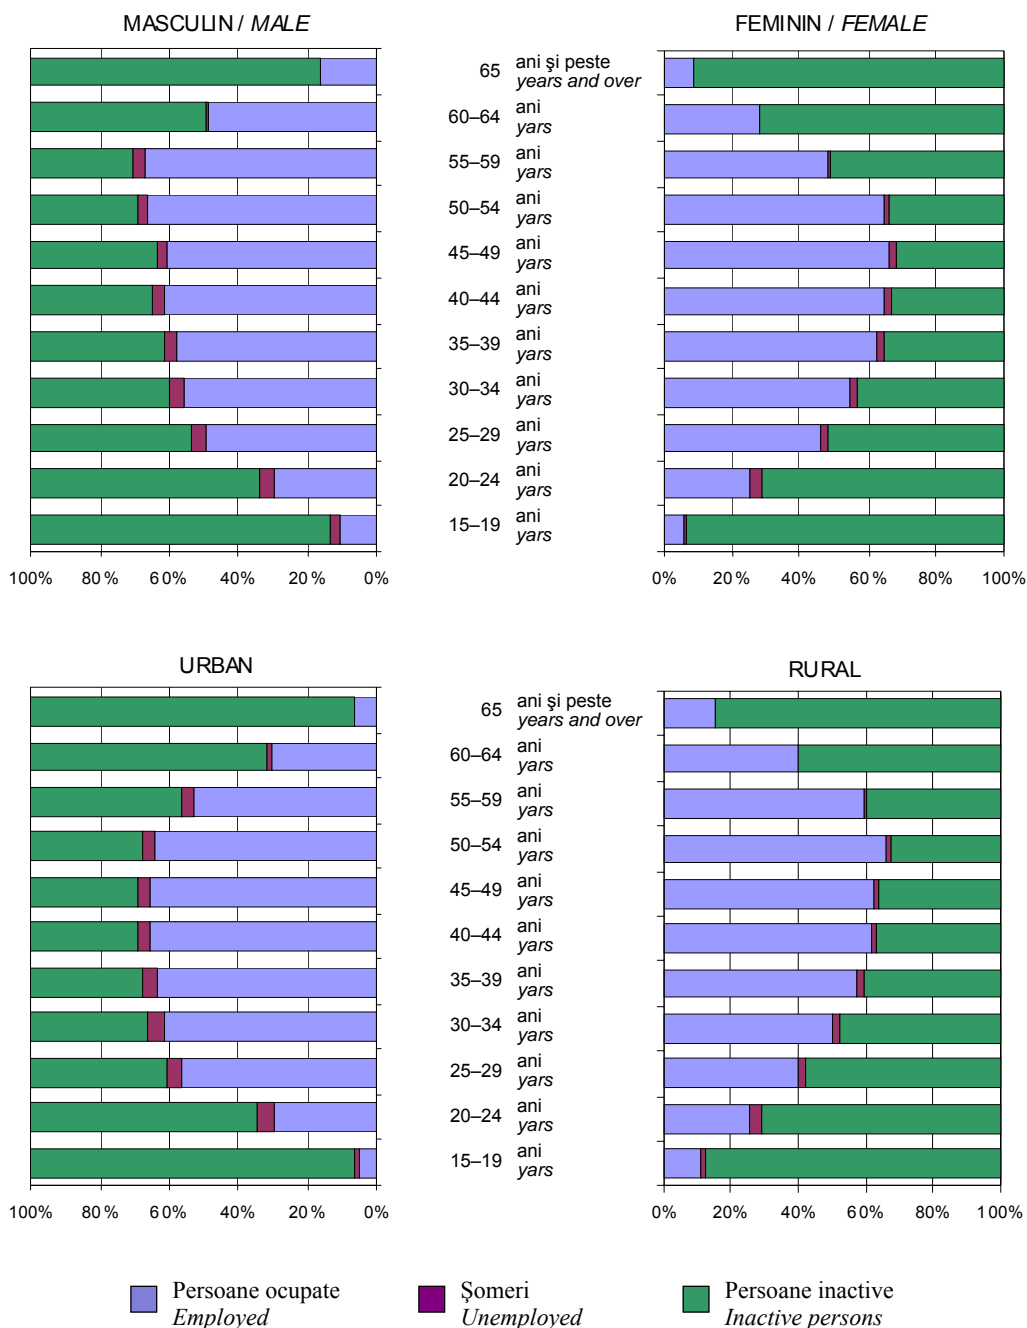 MASCULIN / MALE
FEMININ / FEMALE
65 ani şi peste
years and over
60–64 ani
yars
55–59 ani
yars
50–54 ani
yars
45–49 ani
yars
40–44 ani
yars
35–39 ani
yars
30–34 ani
yars
25–29 ani
yars
20–24 ani
yars
15–19 ani
yars
100% 80% 60% 40% 20% 0%
0% 20% 40% 60% 80% 100%
URBAN
RURAL
65 ani şi peste
years and over
60–64 ani
yars
55–59 ani
yars
50–54 ani
yars
45–49 ani
yars
40–44 ani
yars
35–39 ani
yars
30–34 ani
yars
25–29 ani
yars
20–24 ani
yars
15–19 ani
yars
100% 80% 60% 40% 20% 0%
0% 20% 40% 60% 80% 100%
Persoane ocupate
Employed
Şomeri
Unemployed
Persoane inactive
Inactive persons